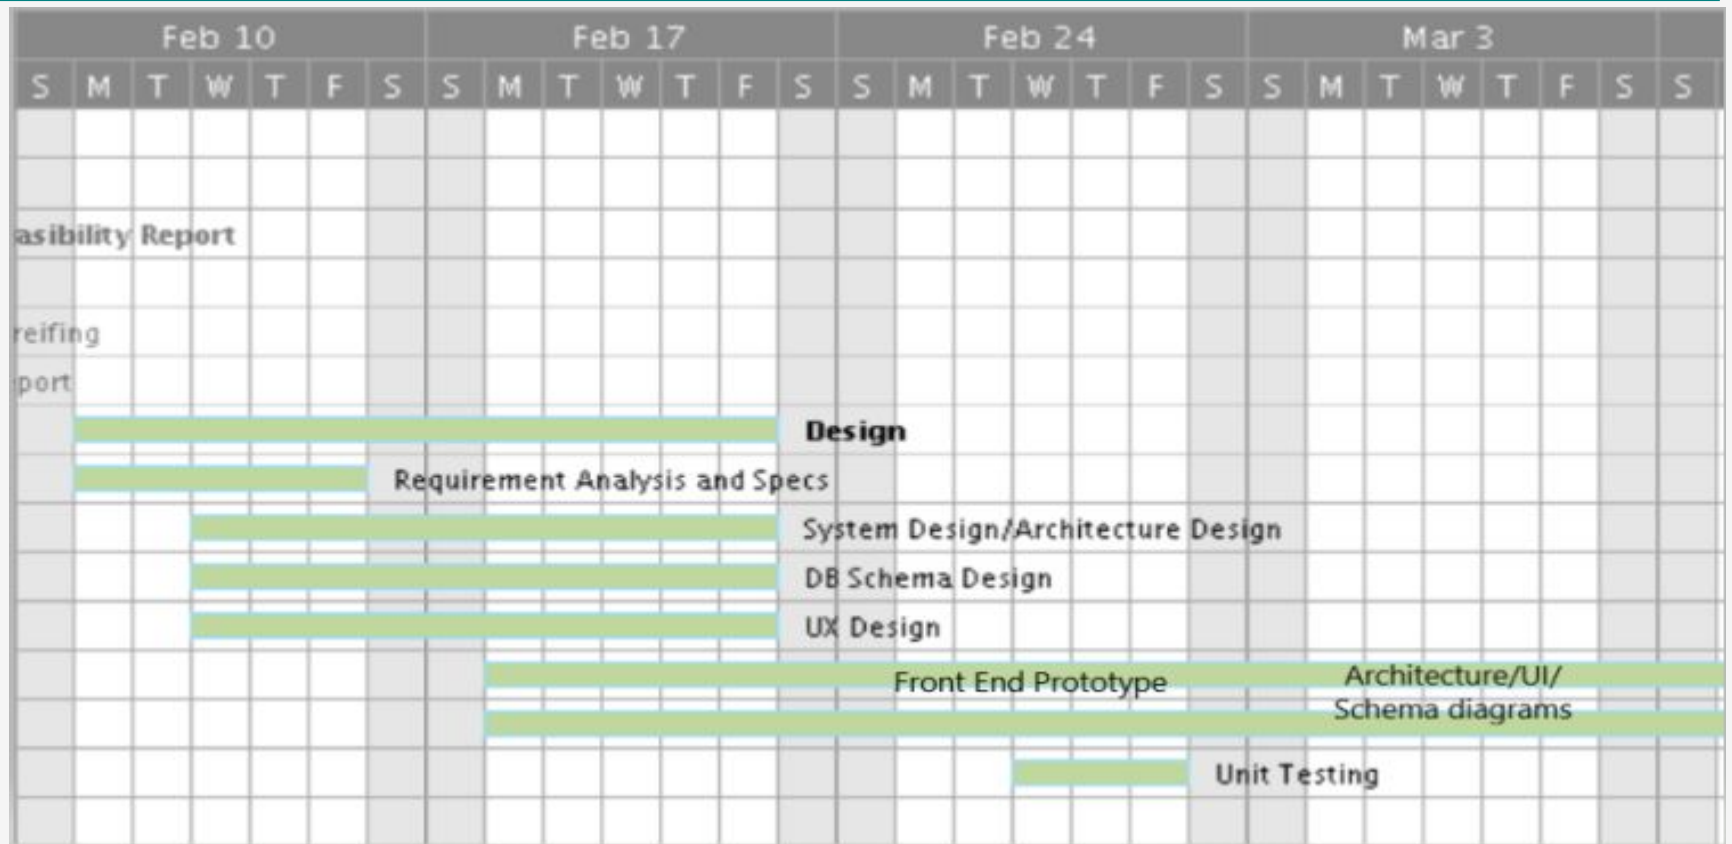 Feb 10 Feb 17 Feb 24 Mar 3
S M T W T F S S M T W T F S S M T W T F S S M T W T F S S
asibility Report
reifing
port
Design
Requirement Analysis and Specs
System Design/Architecture Design
DB Schema Design
UX Design
Front End Prototype
Architecture/UI/
Schema diagrams
Unit Testing